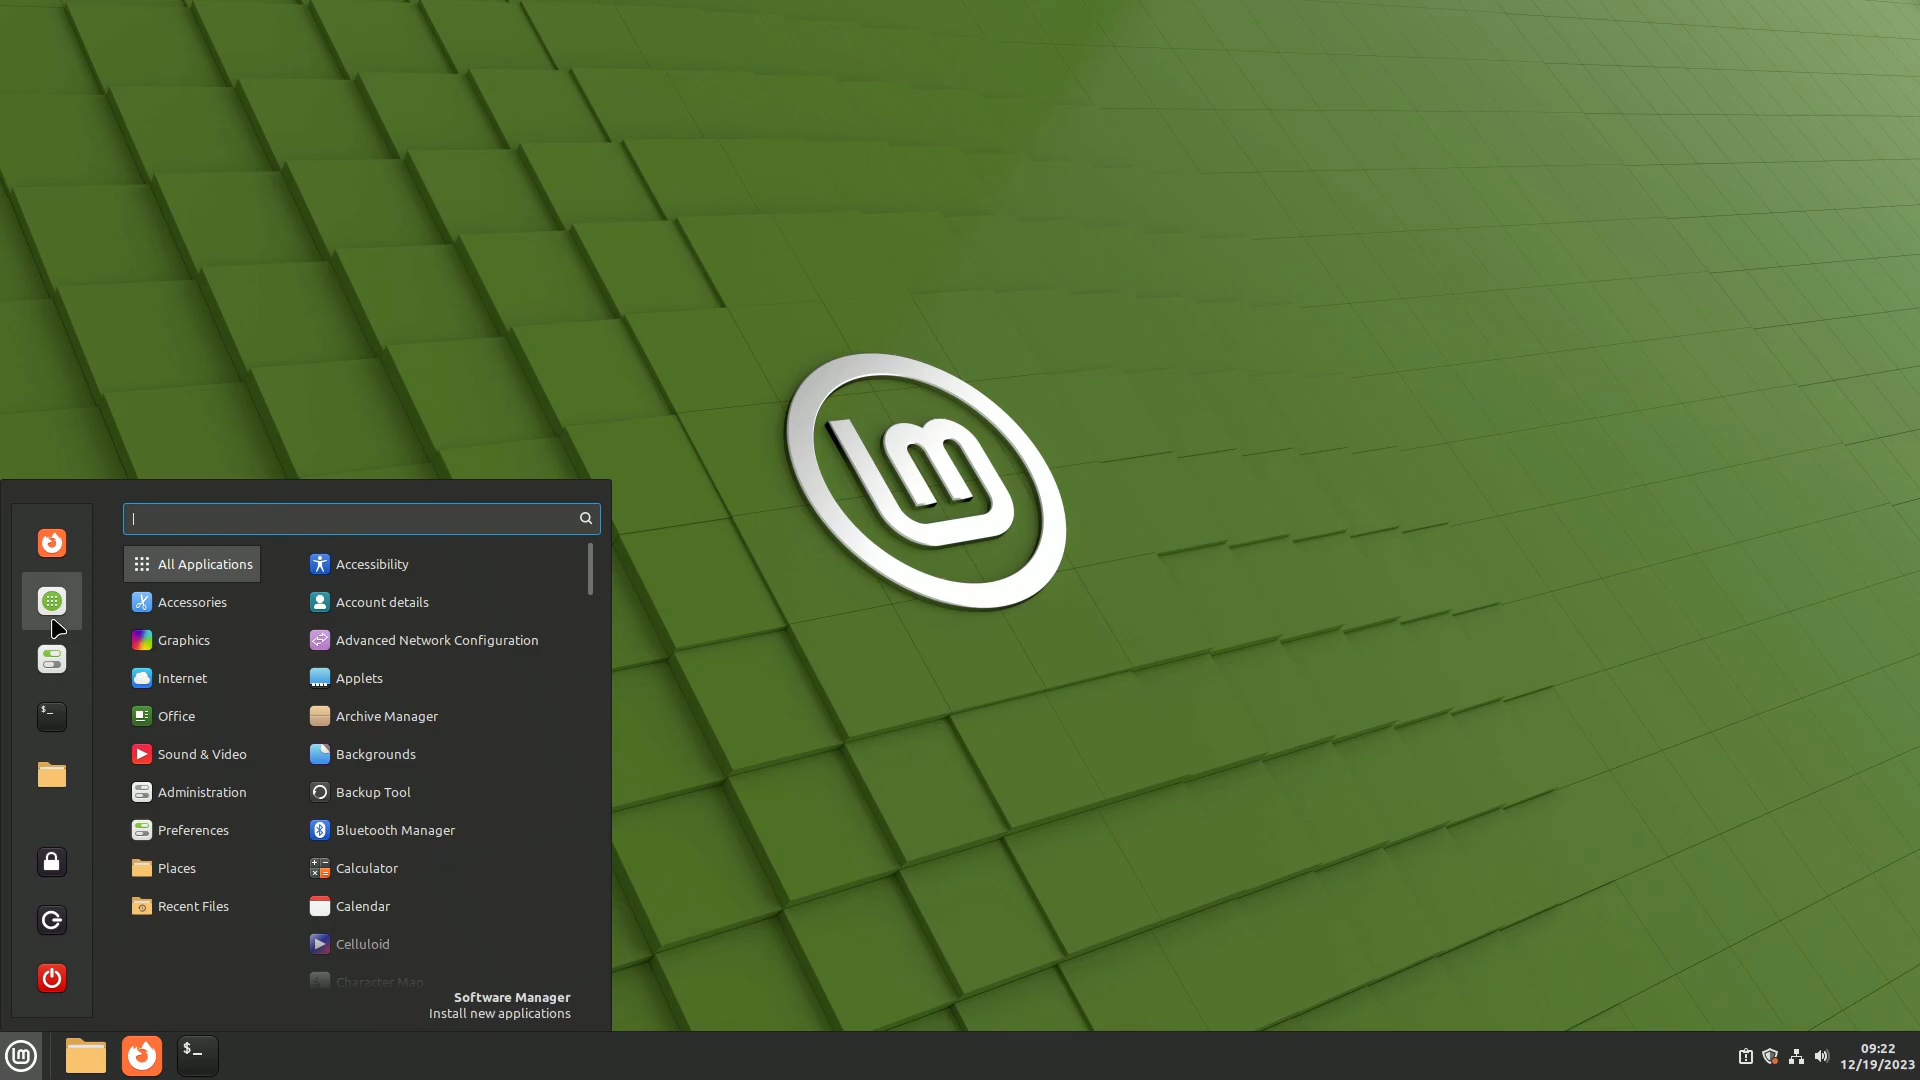 All Applications
Accessories
Graphics
Internet
Office
Sound & Video
Administration
Preferences
Places
Recent Files
Accessibility
Account details
Advanced Network Configuration
Applets
Archive Manager
Backgrounds
Backup Tool
Bluetooth Manager
Calculator
Calendar
Celluloid
Character Map
Software Manager
Install new applications
09:22
12/19/2023